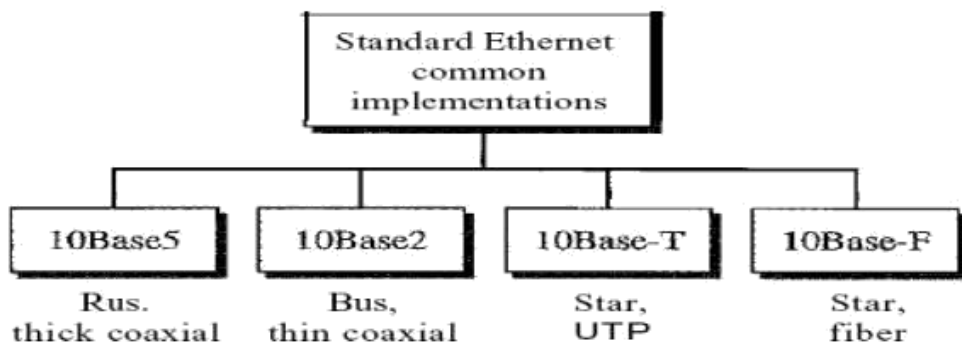 Standard Ethernet
common
implementations
10Base5
10Base2
10Base-T
10Base-F
Rus.
thick coaxial
Bus,
thin coaxial
Star,
UTP
Star,
fiber